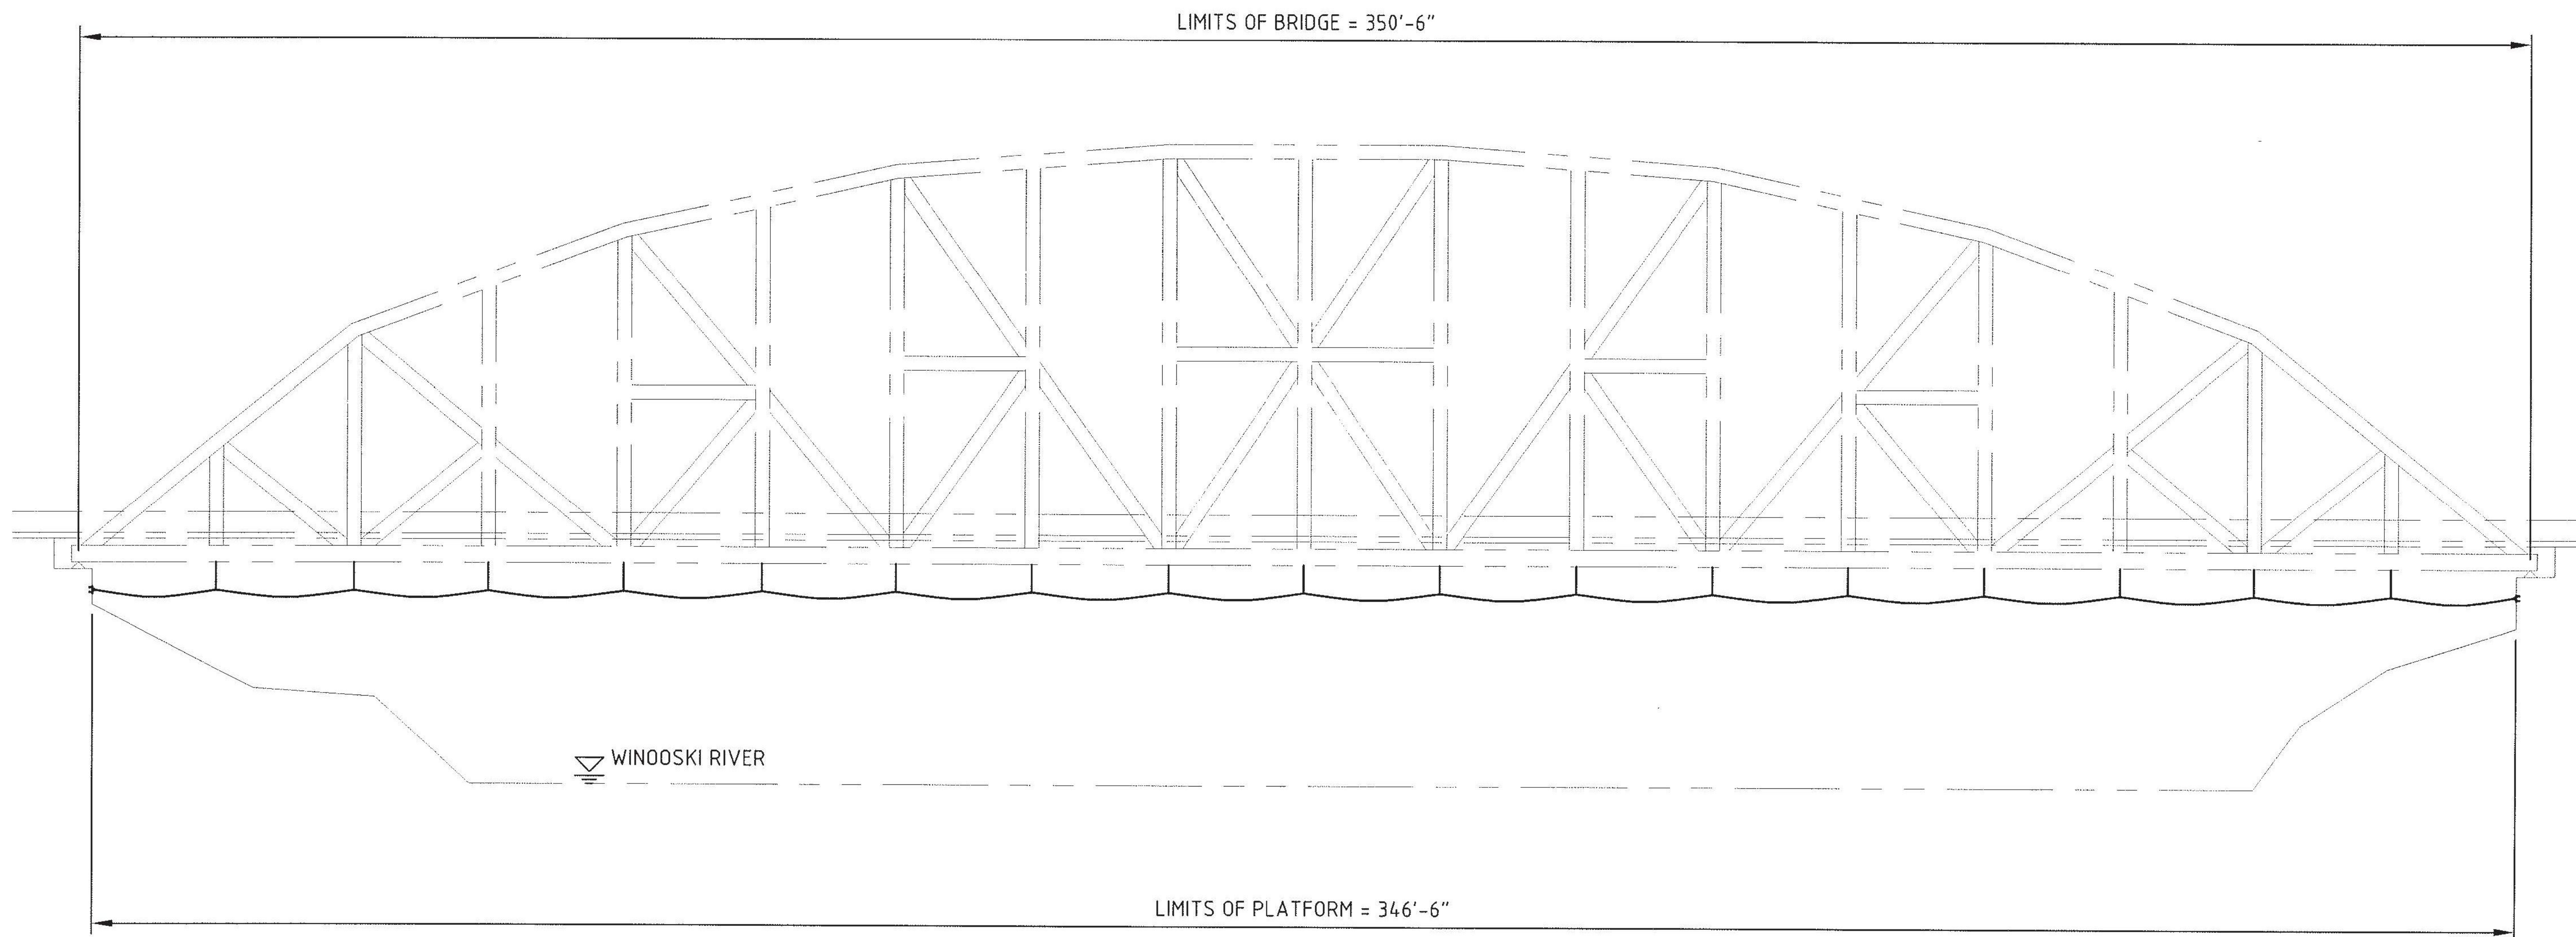 LIMITS OF BRIDGE = 350'-6"
WINOOSKI RIVER
LIMITS OF PLATFORM = 346'-6"